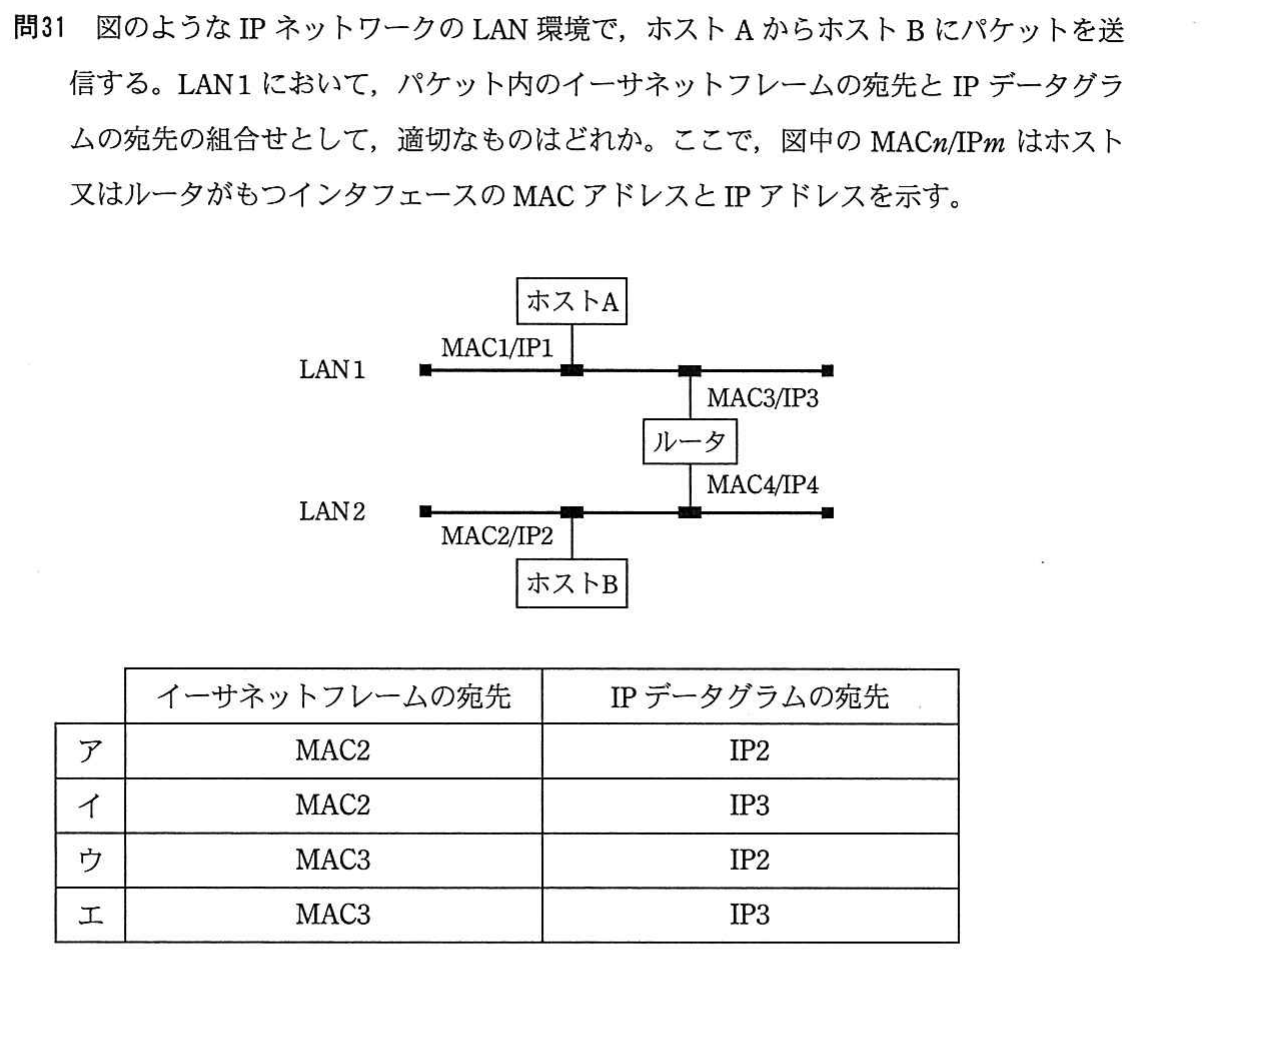 問31 図のような IP ネットワークの LAN 環境で，ホスト A からホスト B にパケットを送
信する。LAN1 において，パケット内のイーサネットフレームの宛先と IP データグラ
ムの宛先の組合せとして，適切なものはどれか。ここで，図中の MACn/IPm はホスト
又はルータがもつインタフェースの MAC アドレスと IP アドレスを示す。
ホストA
MAC1/IP1
LAN1
MAC3/IP3
ルータ
MAC4/IP4
LAN2
MAC2/IP2
ホストB
イーサネットフレームの宛先 IP データグラムの宛先
ア MAC2 IP2
イ MAC2 IP3
ウ MAC3 IP2
エ MAC3 IP3